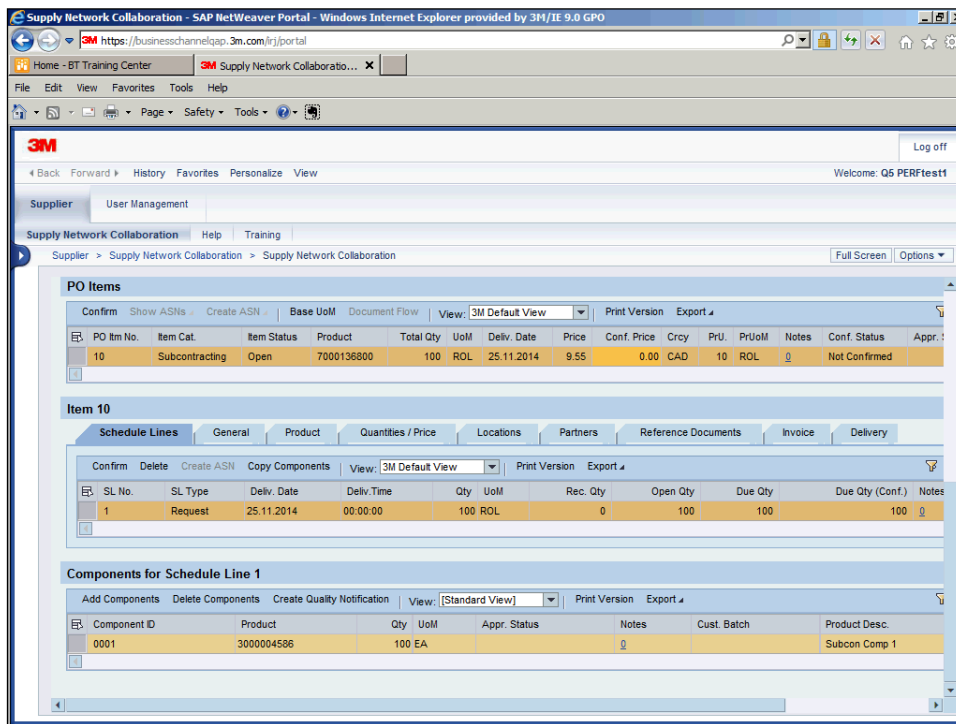 Supply Network Collaboration - SAP NetWeaver Portal - Windows Internet Explorer provided by 3M/IE 9.0 GPO
3M https://businesschannelqap.3m.com/irj/portal
Home - BT Training Center
3M Supply Network Collaboratio...
File Edit View Favorites Tools Help
Page Safety Tools
3M
Log off
Back Forward History Favorites Personalize View
Welcome: Q5 PERFtest1
Supplier User Management
Supply Network Collaboration Help Training
Supplier > Supply Network Collaboration > Supply Network Collaboration
Full Screen Options
PO Items
Confirm Show ASNs Create ASN Base UoM Document Flow View: 3M Default View Print Version Export
PO Itm No. Item Cat. Item Status Product Total Qty UoM Deliv. Date Price Conf. Price Crcy PrU. PrUoM Notes Conf. Status Appr.
10 Subcontracting Open 7000136800 100 ROL 25.11.2014 9.55 0.00 CAD 10 ROL 0 Not Confirmed
Item 10
Schedule Lines General Product Quantities / Price Locations Partners Reference Documents Invoice Delivery
Confirm Delete Create ASN Copy Components View: 3M Default View Print Version Export
SL No. SL Type Deliv. Date Deliv.Time Qty UoM Rec. Qty Open Qty Due Qty Due Qty (Conf.) Notes
1 Request 25.11.2014 00:00:00 100 ROL 0 100 100 100 0
Components for Schedule Line 1
Add Components Delete Components Create Quality Notification View: [Standard View] Print Version Export
Component ID Product Qty UoM Appr. Status Notes Cust. Batch Product Desc.
0001 3000004586 100 EA 0 Subcon Comp 1